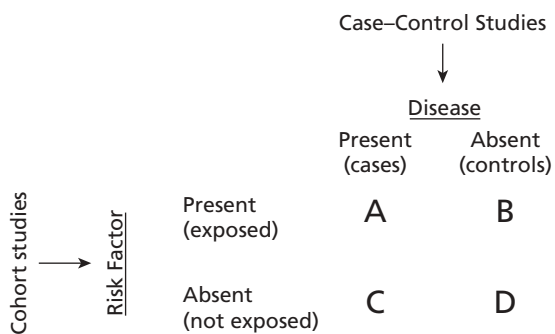 Case–Control Studies
Disease
Present
(cases)
Absent
(controls)
Cohort studies
Risk Factor
Present
(exposed)
A
B
Absent
(not exposed)
C
D